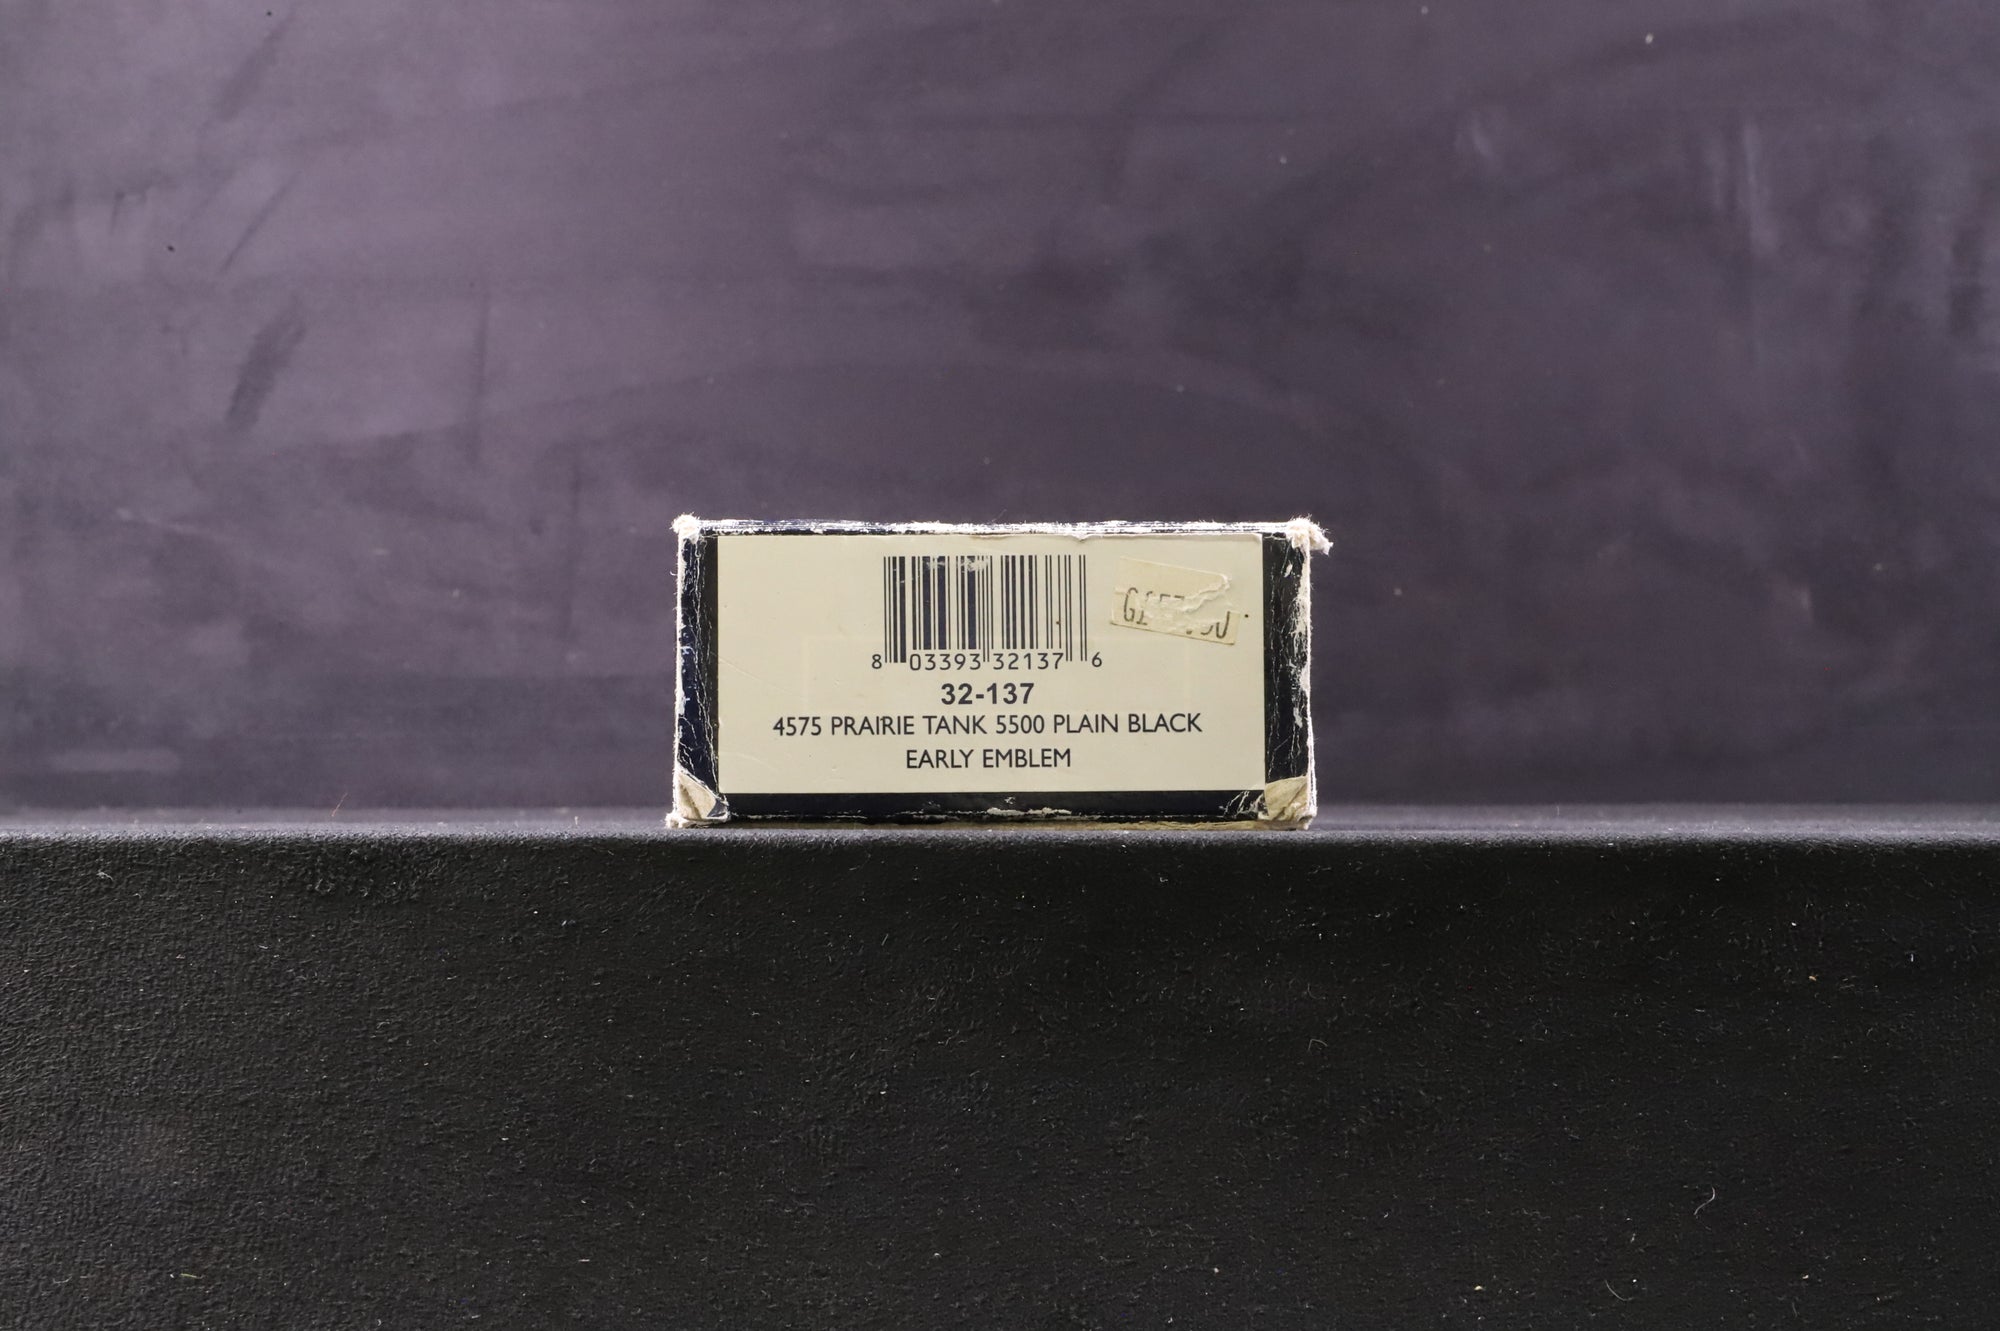 8 03393 32137 6
32-137
4575 PRAIRIE TANK 5500 PLAIN BLACK
EARLY EMBLEM